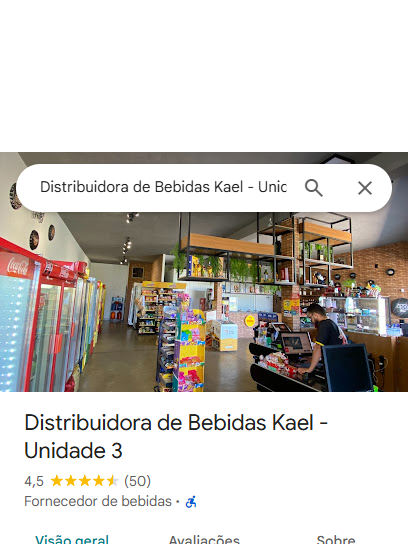 Distribuidora de Bebidas Kael - Unid
Coca-Cola
Distribuidora de Bebidas Kael -
Unidade 3
4,5 (50)
Fornecedor de bebidas ·
Visão geral Avaliações Sobre